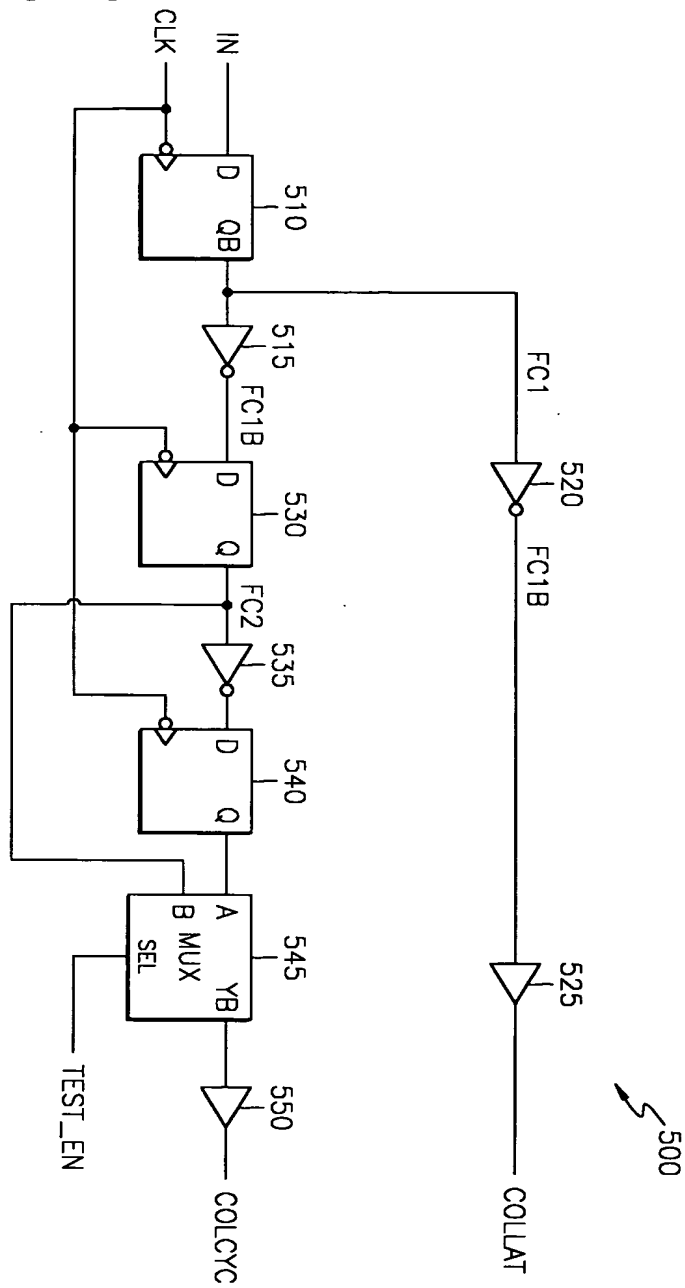 500
520
525
FC1
FC1B
COLLAT
510
515
530
535
540
545
550
IN
D
QB
FC1B
D
Q
FC2
D
Q
A
YB
COLCYC
CLK
B
MUX
SEL
TEST_EN